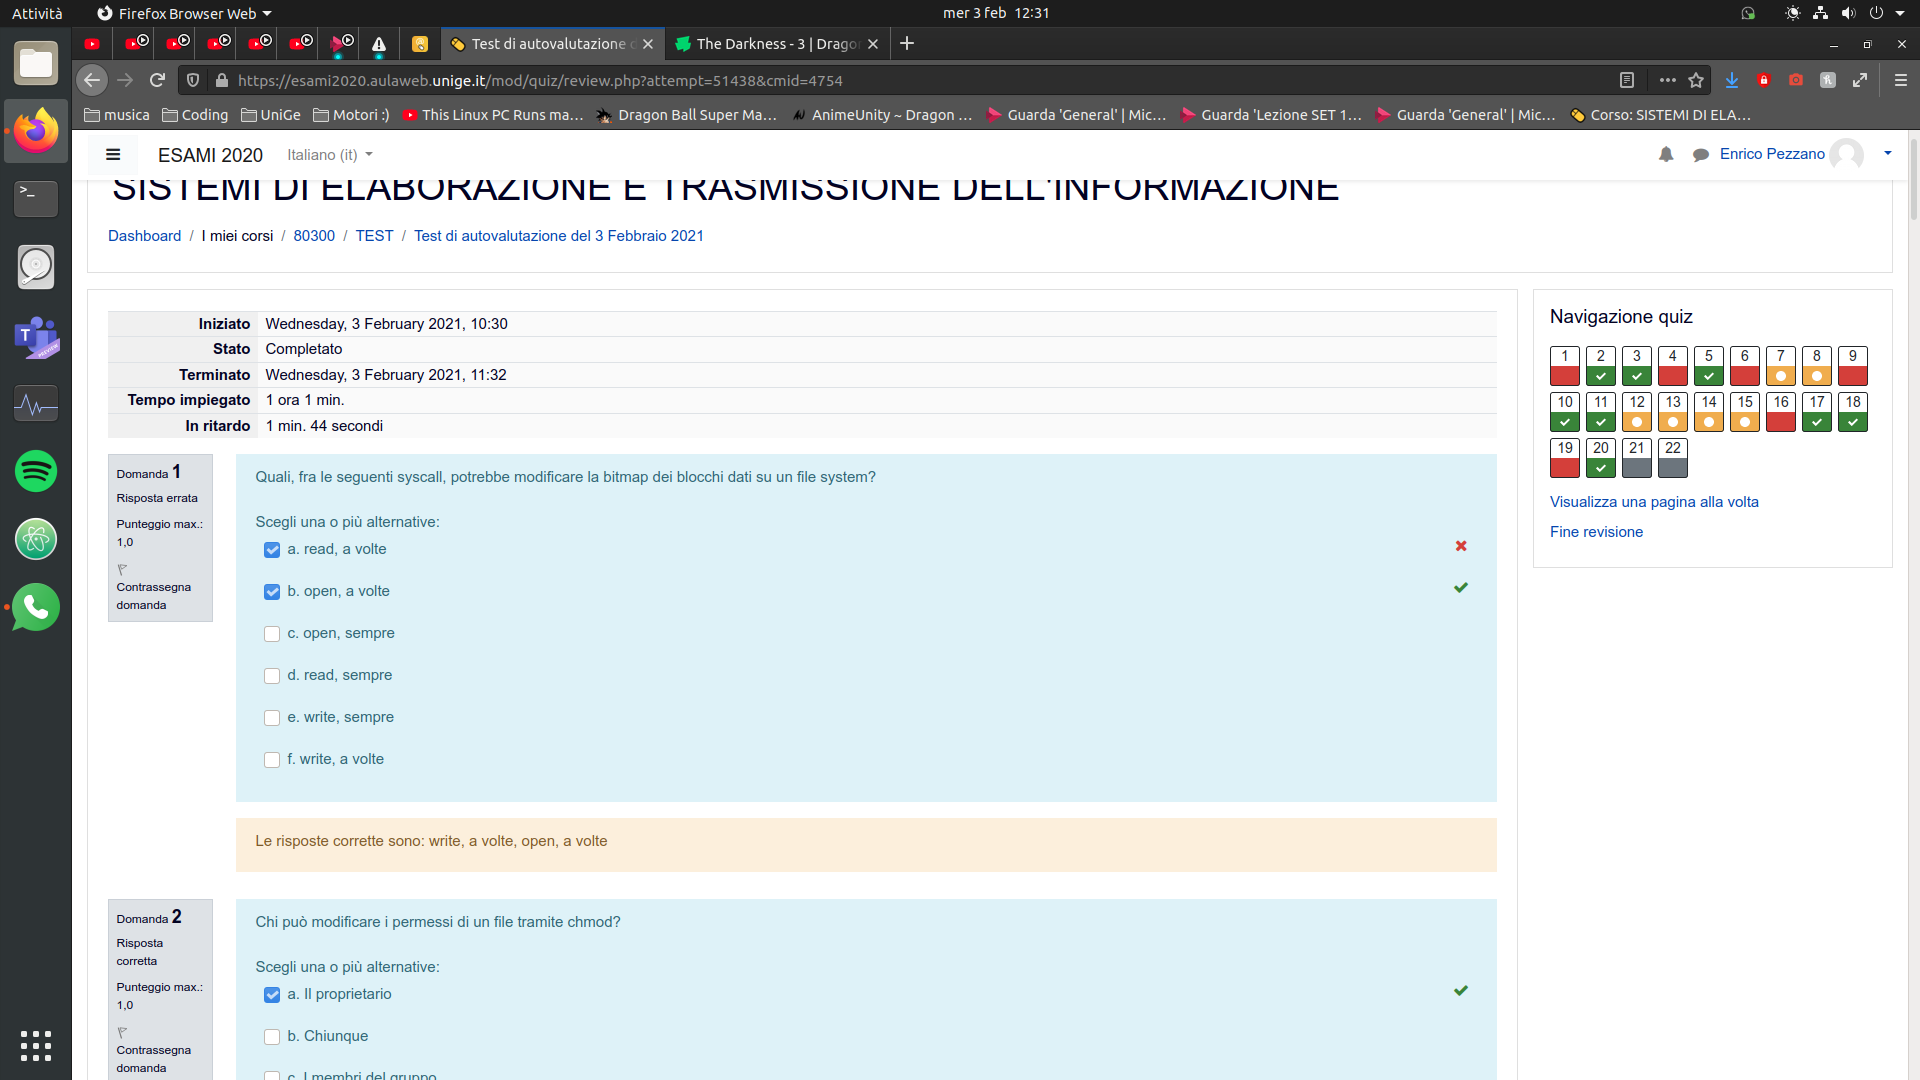 Attività
Firefox Browser Web
mer 3 feb 12:31
Test di autovalutazione d
The Darkness - 3 | Drago
https://esami2020.aulaweb.unige.it/mod/quiz/review.php?attempt=51438&cmid=4754
musica
Coding
UniGe
Motori :)
This Linux PC Runs ma...
Dragon Ball Super Ma...
AnimeUnity ~ Dragon ...
Guarda 'General' | Mic...
Guarda 'Lezione SET 1...
Guarda 'General' | Mic...
Corso: SISTEMI DI ELA...
ESAMI 2020
Italiano (it)
Enrico Pezzano
SISTEMI DI ELABORAZIONE E TRASMISSIONE DELL'INFORMAZIONE
Dashboard / I miei corsi / 80300 / TEST / Test di autovalutazione del 3 Febbraio 2021
Iniziato Wednesday, 3 February 2021, 10:30
Stato Completato
Terminato Wednesday, 3 February 2021, 11:32
Tempo impiegato 1 ora 1 min.
In ritardo 1 min. 44 secondi
Domanda 1
Risposta errata
Punteggio max.:
1,0
Contrassegna
domanda
Quali, fra le seguenti syscall, potrebbe modificare la bitmap dei blocchi dati su un file system?
Scegli una o più alternative:
a. read, a volte
b. open, a volte
c. open, sempre
d. read, sempre
e. write, sempre
f. write, a volte
Le risposte corrette sono: write, a volte, open, a volte
Domanda 2
Risposta
corretta
Punteggio max.:
1,0
Contrassegna
domanda
Chi può modificare i permessi di un file tramite chmod?
Scegli una o più alternative:
a. Il proprietario
b. Chiunque
c. I membri del gruppo
Navigazione quiz
1 2 3 4 5 6 7 8 9
10 11 12 13 14 15 16 17 18
19 20 21 22
Visualizza una pagina alla volta
Fine revisione